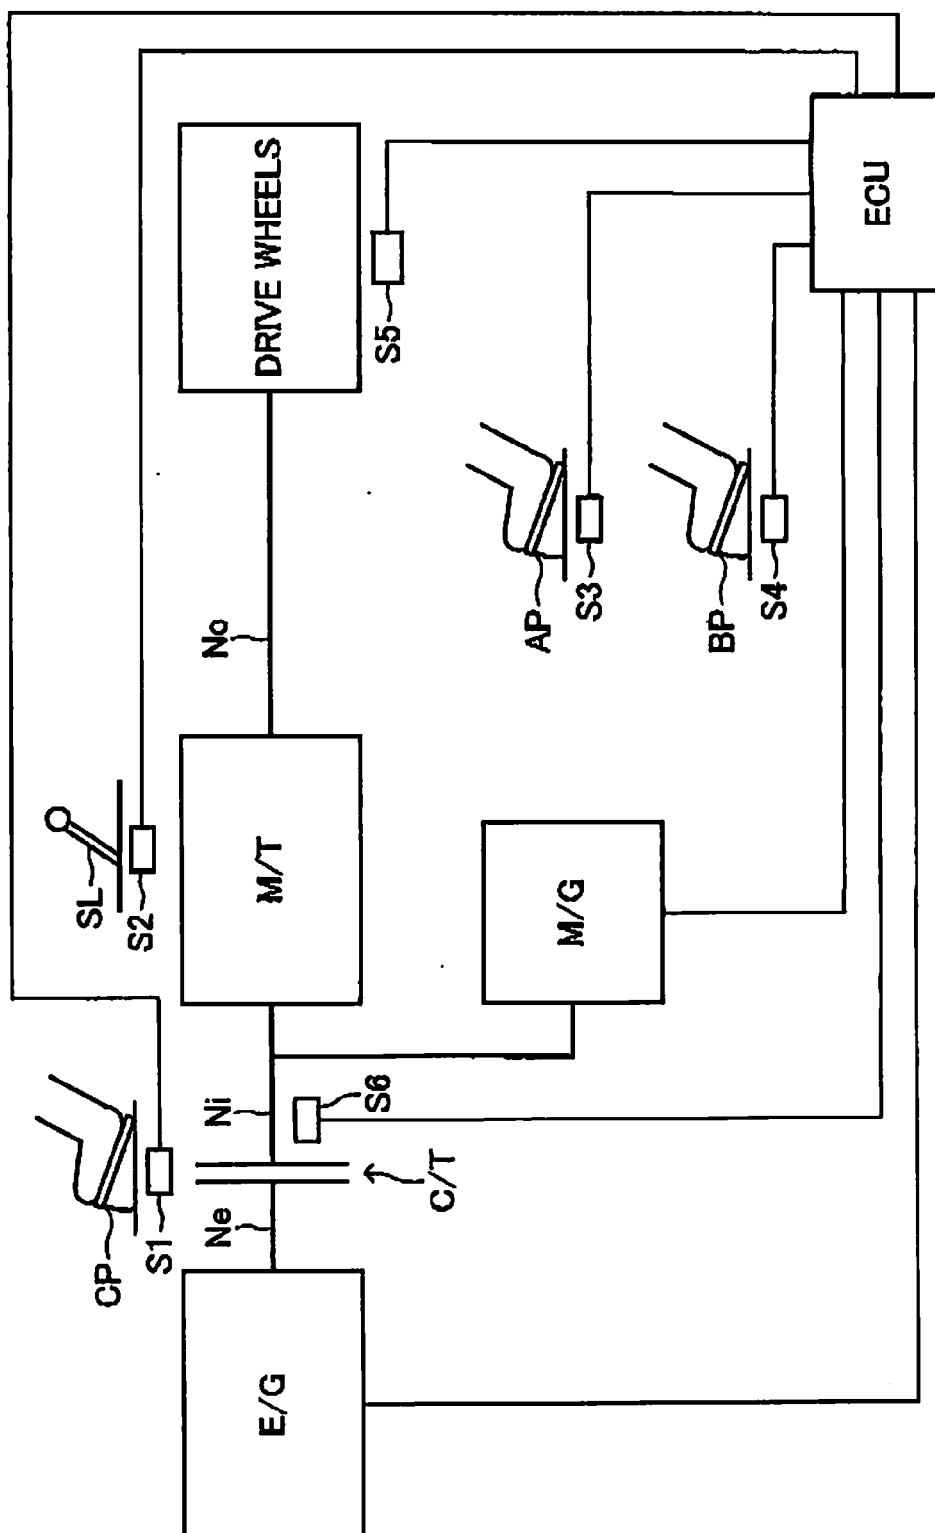 CP
S1
SL
S2
E/G
Ne
Ni
C/T
S6
M/T
M/G
No
DRIVE WHEELS
S5
AP
S3
BP
S4
ECU